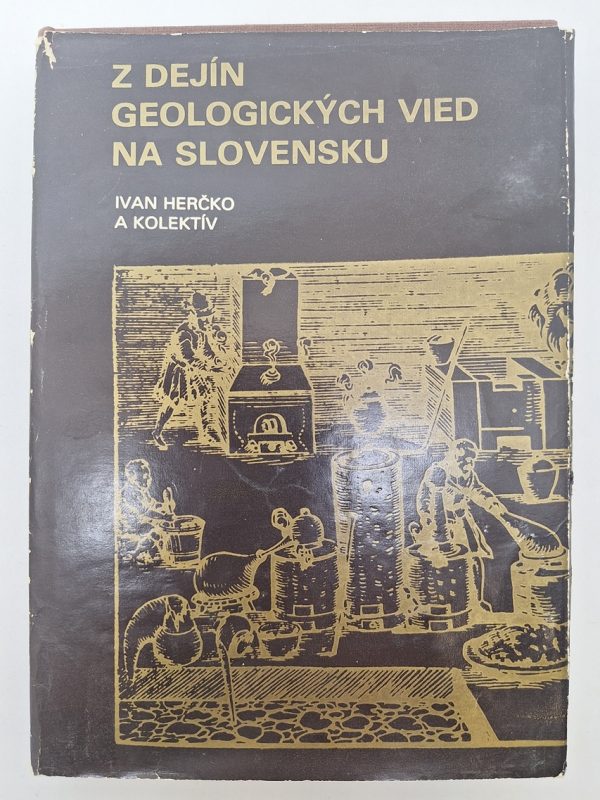 Z DEJÍN
GEOLOGICKÝCH VIED
NA SLOVENSKU
IVAN HERČKO
A KOLEKTÍV